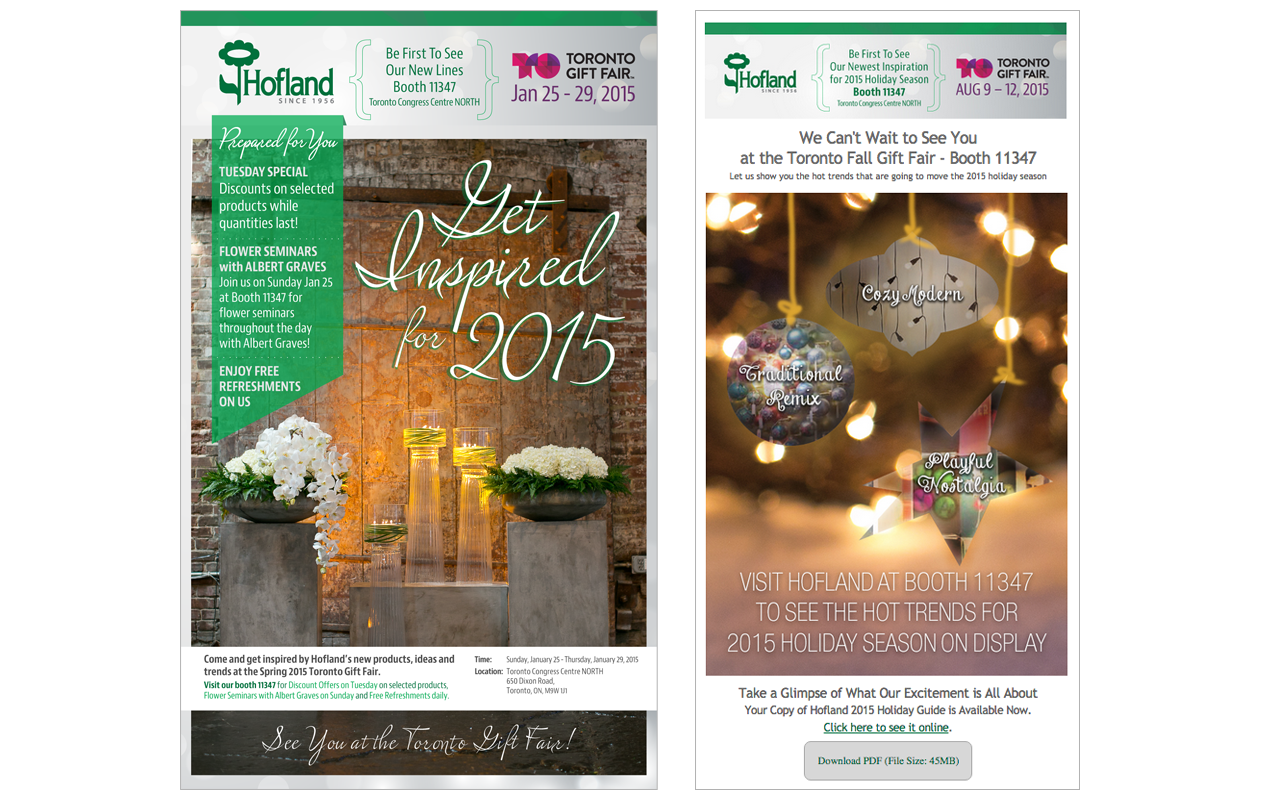 Hofland
SINCE 1956
Be First To See
Our New Lines
Booth 11347
Toronto Congress Centre NORTH
TO TORONTO
GIFT FAIR™
Jan 25 - 29, 2015
Prepared for You
TUESDAY SPECIAL
Discounts on selected
products while
quantities last!
FLOWER SEMINARS
with ALBERT GRAVES
Join us on Sunday Jan 25
at Booth 11347 for
flower seminars
throughout the day
with Albert Graves!
ENJOY FREE
REFRESHMENTS
ON US
Get
Inspired
for 2015
Come and get inspired by Hofland's new products, ideas and
trends at the Spring 2015 Toronto Gift Fair.
Visit our booth 11347 for Discount Offers on Tuesday on selected products,
Flower Seminars with Albert Graves on Sunday and Free Refreshments daily.
Time: Sunday, January 25 - Thursday, January 29, 2015
Location: Toronto Congress Centre NORTH
650 Dixon Road,
Toronto, ON, M9W 1J1
See You at the Toronto Gift Fair!
Hofland
SINCE 1956
Be First To See
Our Newest Inspiration
for 2015 Holiday Season
Booth 11347
Toronto Congress Centre NORTH
TO TORONTO
GIFT FAIR™
AUG 9 – 12, 2015
We Can't Wait to See You
at the Toronto Fall Gift Fair - Booth 11347
Let us show you the hot trends that are going to move the 2015 holiday season
Cozy Modern
Traditional
Remix
Playful
Nostalgia
VISIT HOFLAND AT BOOTH 11347
TO SEE THE HOT TRENDS FOR
2015 HOLIDAY SEASON ON DISPLAY
Take a Glimpse of What Our Excitement is All About
Your Copy of Hofland 2015 Holiday Guide is Available Now.
Click here to see it online.
Download PDF (File Size: 45MB)